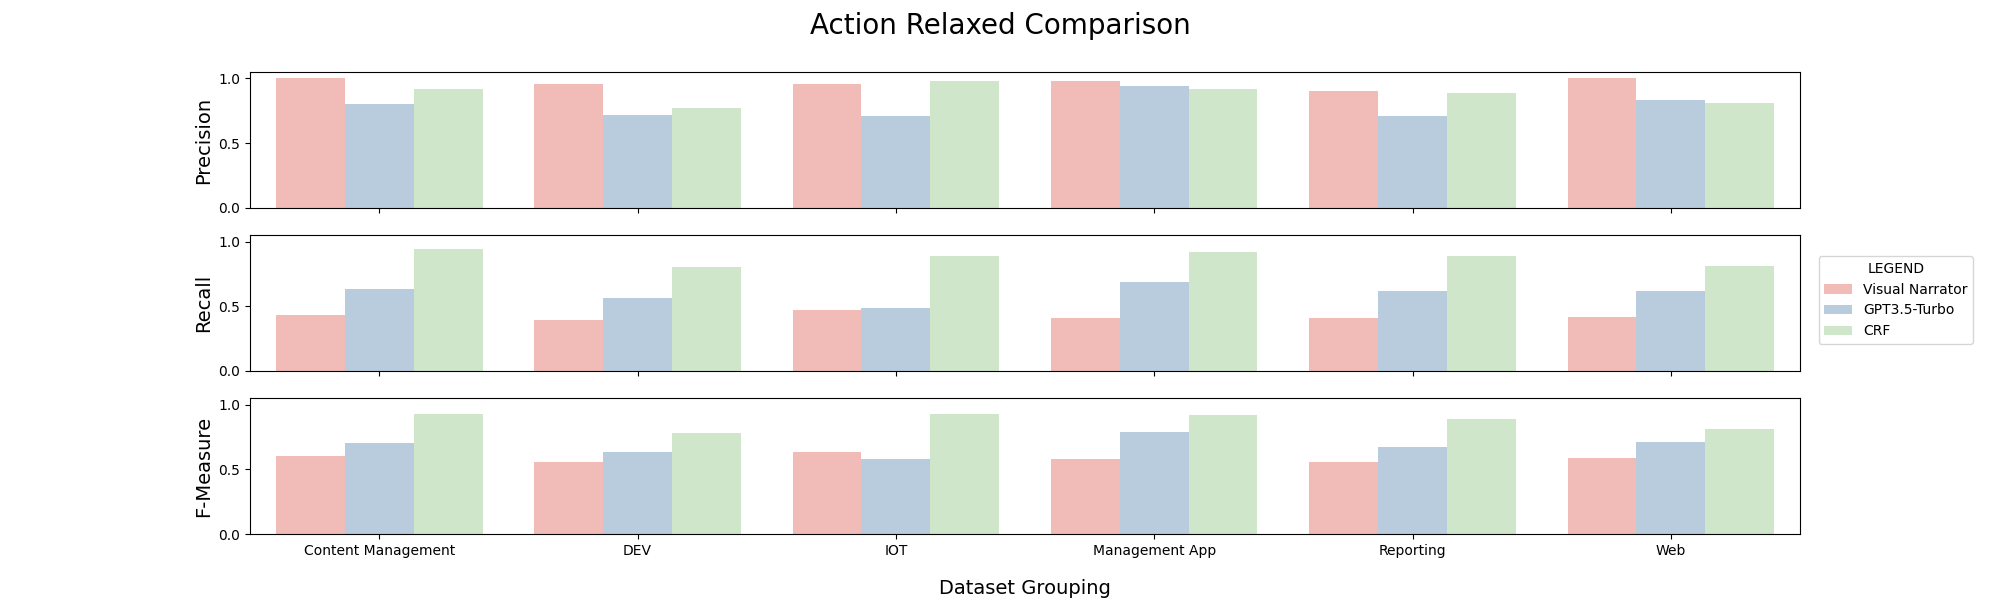 Action Relaxed Comparison
1.0
0.5
0.0
Precision
1.0
0.5
0.0
Recall
1.0
0.5
0.0
F-Measure
Content Management
DEV
IOT
Management App
Reporting
Web
Dataset Grouping
LEGEND
Visual Narrator
GPT3.5-Turbo
CRF